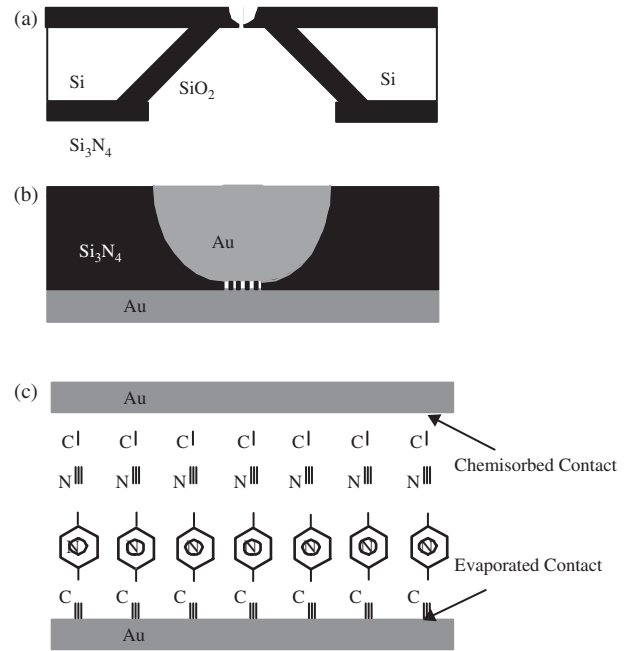 (a)
Si
SiO2
Si
Si3N4
(b)
Au
Si3N4
Au
(c)
Au
C C C C C C C
Chemisorbed Contact
N N N N N N N
N N N N N N N
Evaporated Contact
C C C C C C C
Au